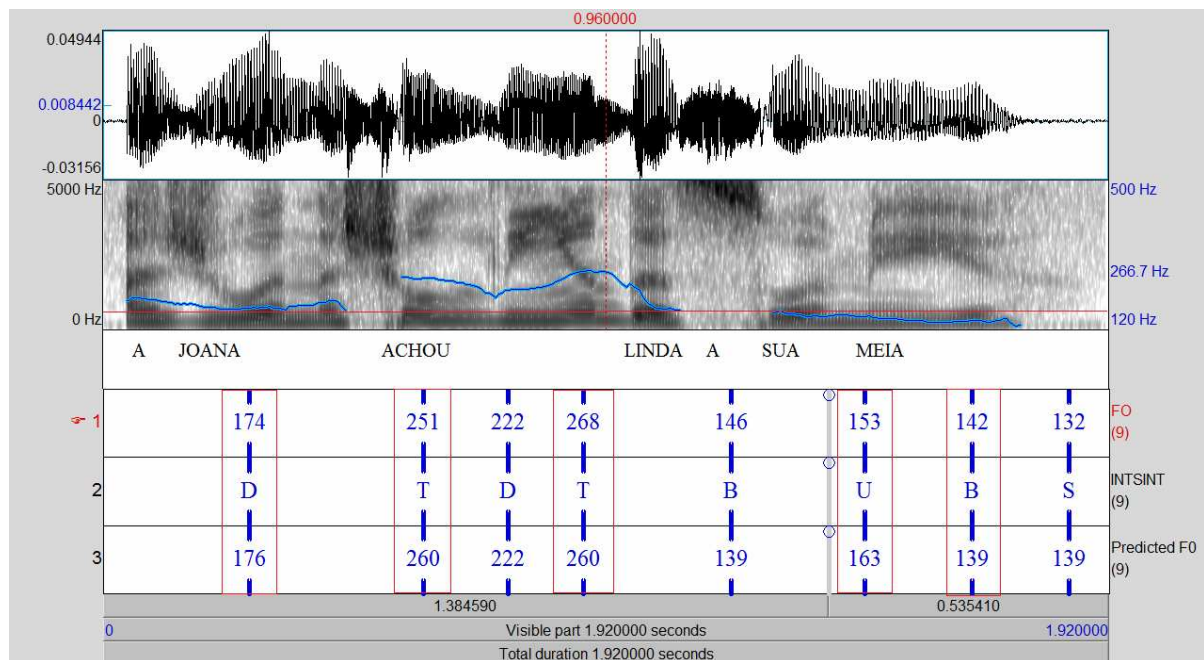 0.960000
0.04944
0.008442
0
-0.03156
5000 Hz 500 Hz
266.7 Hz
0 Hz 120 Hz
A JOANA ACHOU LINDA A SUA MEIA
☞ 1 174 251 222 268 146 153 142 132 FO
(9)
2 D T D T B U B S INTSINT
(9)
3 176 260 222 260 139 163 139 139 Predicted F0
(9)
1.384590 0.535410
0 Visible part 1.920000 seconds 1.920000
Total duration 1.920000 seconds